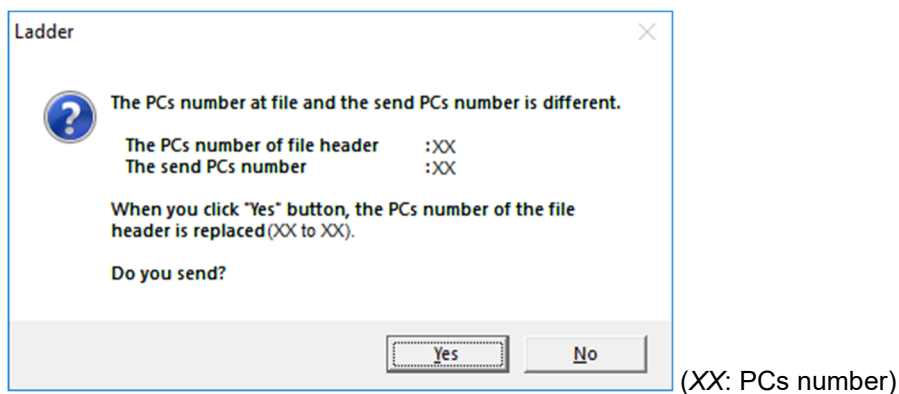 Ladder
The PCs number at file and the send PCs number is different.
The PCs number of file header :XX
The send PCs number :XX
When you click "Yes" button, the PCs number of the file
header is replaced(XX to XX).
Do you send?
Yes No
(XX: PCs number)